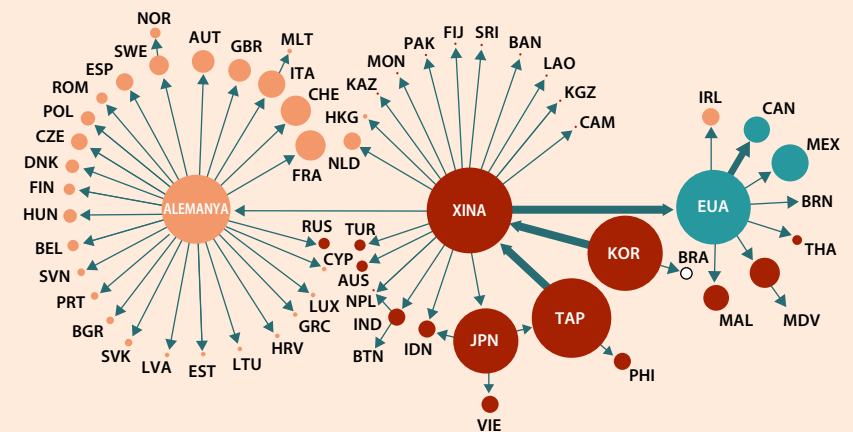 NOR
AUT
MLT
SWE
GBR
ITA
ESP
ROM
CHE
POL
CZE
FRA
DNK
FIN
ALEMANYA
HUN
BEL
SVN
PRT
BGR
SVK
LVA
EST
LTU
HRV
GRC
LUX
CYP
RUS
FIJ
SRI
PAK
BAN
MON
LAO
KAZ
KGZ
HKG
CAM
NLD
XINA
TUR
AUS
NPL
IND
BTN
IDN
JPN
VIE
TAP
PHI
KOR
BRA
IRL
CAN
MEX
EUA
BRN
THA
MAL
MDV